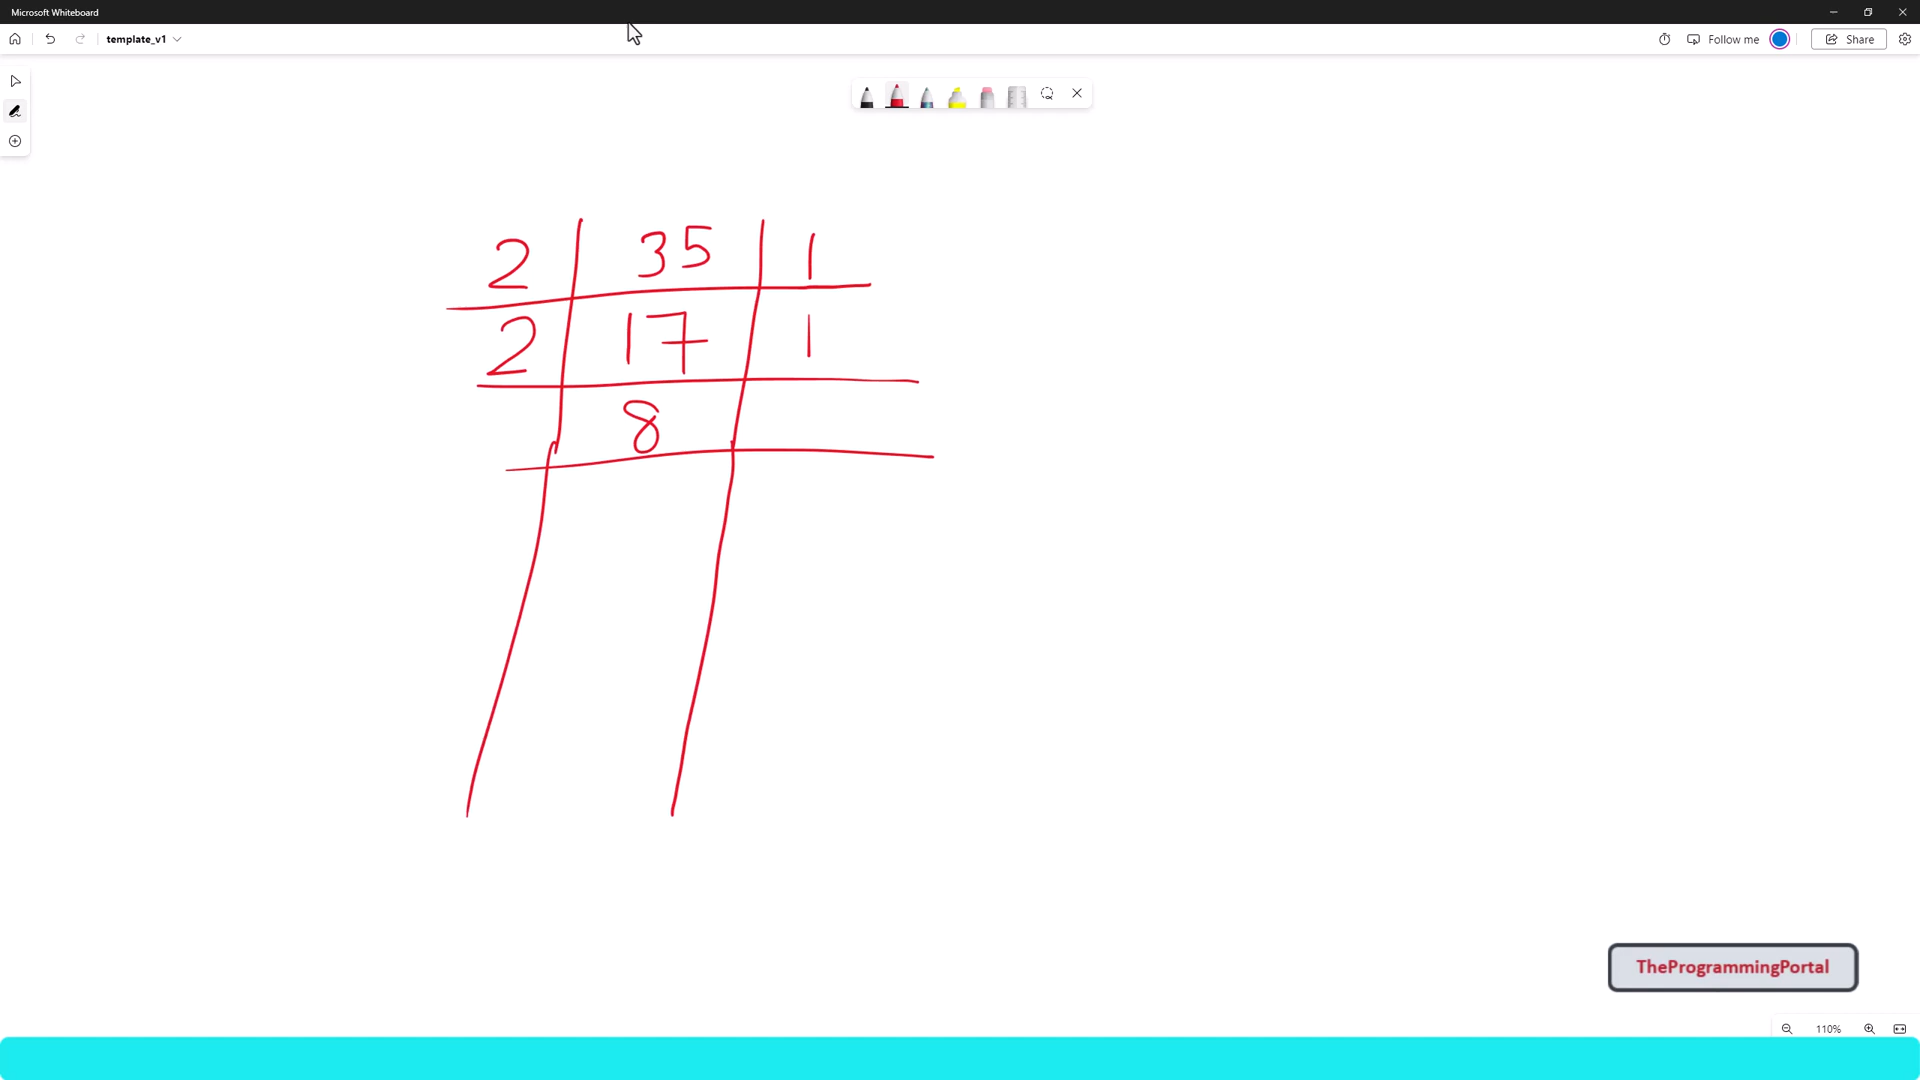 Microsoft Whiteboard
template_v1
Follow me
Share
2 35 1
2 17 1
8
TheProgrammingPortal
110%